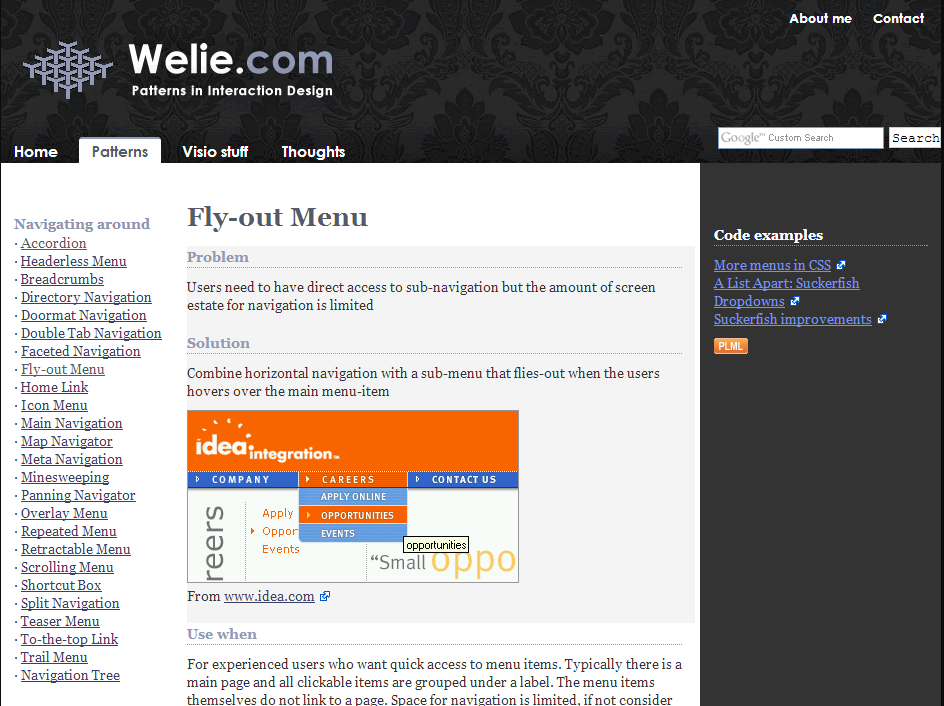 About me Contact
Welie.com
Patterns in Interaction Design
Google™ Custom Search Search
Home Patterns Visio stuff Thoughts
Navigating around
· Accordion
· Headerless Menu
· Breadcrumbs
· Directory Navigation
· Doormat Navigation
· Double Tab Navigation
· Faceted Navigation
· Fly-out Menu
· Home Link
· Icon Menu
· Main Navigation
· Map Navigator
· Meta Navigation
· Minesweeping
· Panning Navigator
· Overlay Menu
· Repeated Menu
· Retractable Menu
· Scrolling Menu
· Shortcut Box
· Split Navigation
· Teaser Menu
· To-the-top Link
· Trail Menu
· Navigation Tree
Fly-out Menu
Problem
Users need to have direct access to sub-navigation but the amount of screen
estate for navigation is limited
Solution
Combine horizontal navigation with a sub-menu that flies-out when the users
hovers over the main menu-item
idea integration™
COMPANY CAREERS CONTACT US
APPLY ONLINE
OPPORTUNITIES
EVENTS
reers
Apply
Oppor
Events
opportunities
“Small oppo
From www.idea.com
Use when
For experienced users who want quick access to menu items. Typically there is a
main page and all clickable items are grouped under a label. The menu items
themselves do not link to a page. Space for navigation is limited, if not consider
Code examples
More menus in CSS
A List Apart: Suckerfish
Dropdowns
Suckerfish improvements
PLML